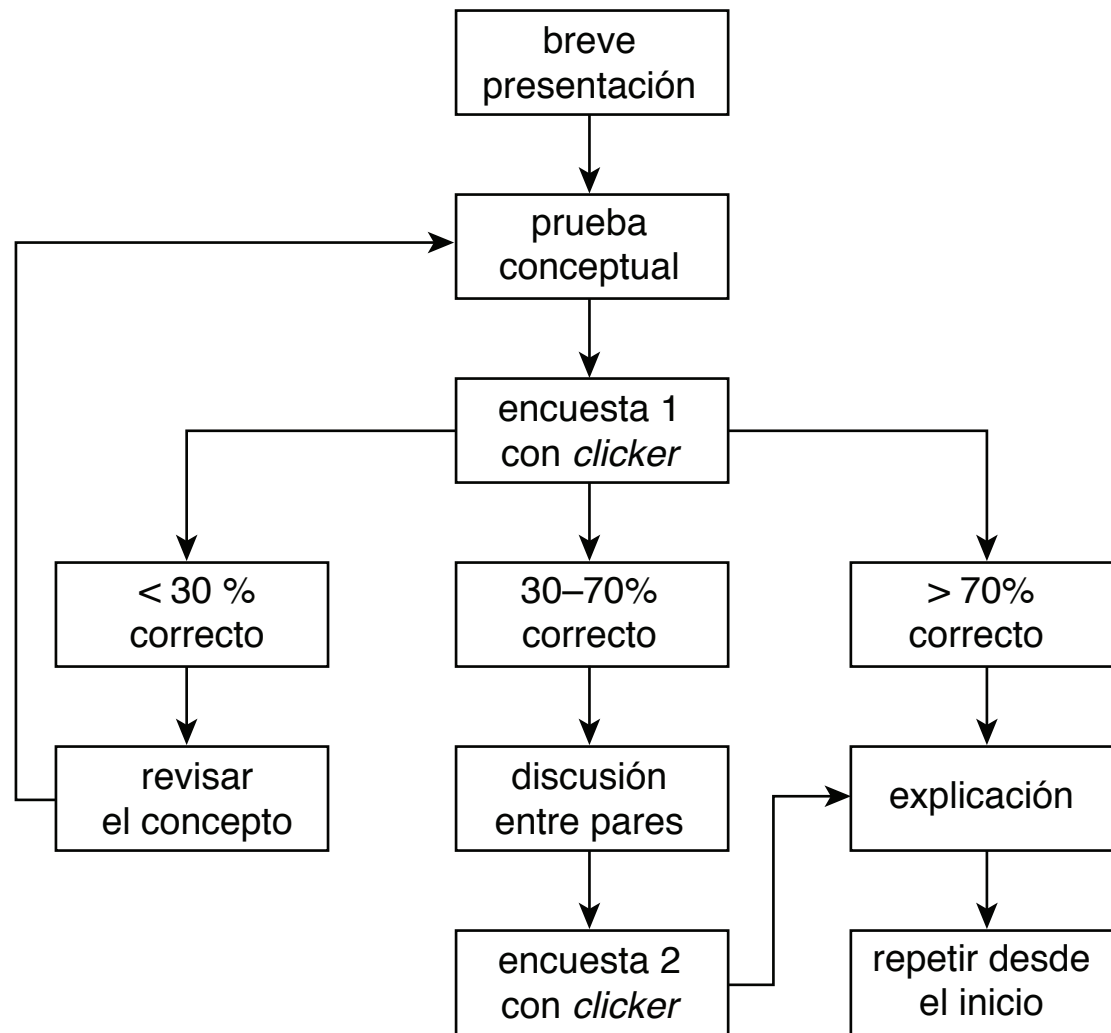 breve
presentación
prueba
conceptual
encuesta 1
con clicker
< 30 %
correcto
30–70%
correcto
> 70%
correcto
revisar
el concepto
discusión
entre pares
explicación
encuesta 2
con clicker
repetir desde
el inicio